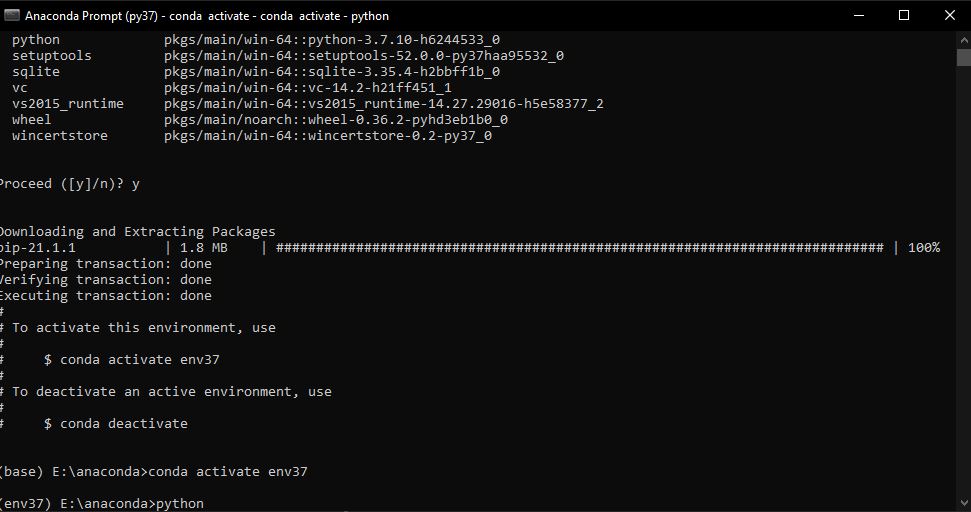 Anaconda Prompt (py37) - conda activate - conda activate - python
python pkgs/main/win-64::python-3.7.10-h6244533_0
setuptools pkgs/main/win-64::setuptools-52.0.0-py37haa95532_0
sqlite pkgs/main/win-64::sqlite-3.35.4-h2bbff1b_0
vc pkgs/main/win-64::vc-14.2-h21ff451_1
vs2015_runtime pkgs/main/win-64::vs2015_runtime-14.27.29016-h5e58377_2
wheel pkgs/main/noarch::wheel-0.36.2-pyhd3eb1b0_0
wincertstore pkgs/main/win-64::wincertstore-0.2-py37_0
Proceed ([y]/n)? y
Downloading and Extracting Packages
pip-21.1.1 | 1.8 MB | ############################################################################ | 100%
Preparing transaction: done
Verifying transaction: done
Executing transaction: done
#
# To activate this environment, use
#
# $ conda activate env37
#
# To deactivate an active environment, use
#
# $ conda deactivate
(base) E:\anaconda>conda activate env37
(env37) E:\anaconda>python